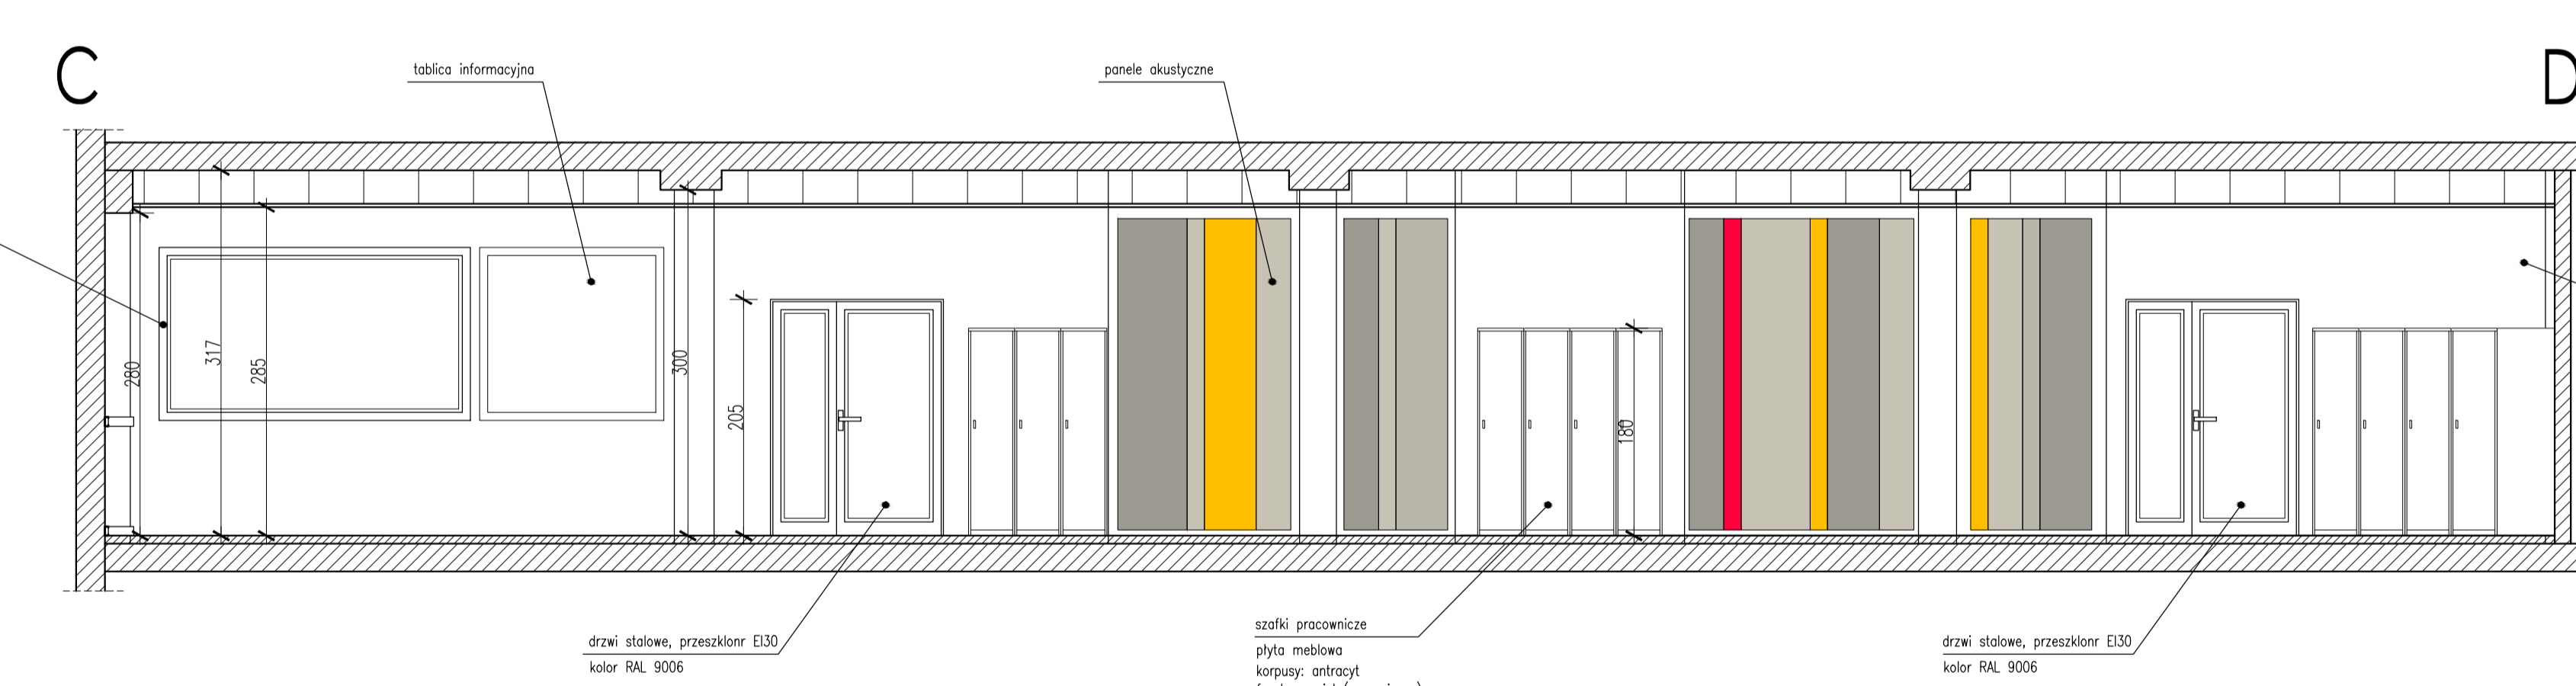 C
D
tablica informacyjna
panele akustyczne
280
317
285
300
205
180
drzwi stalowe, przeszklonr EI30
kolor RAL 9006
szafki pracownicze
płyta meblowa
korpusy: antracyt
drzwi stalowe, przeszklonr EI30
kolor RAL 9006